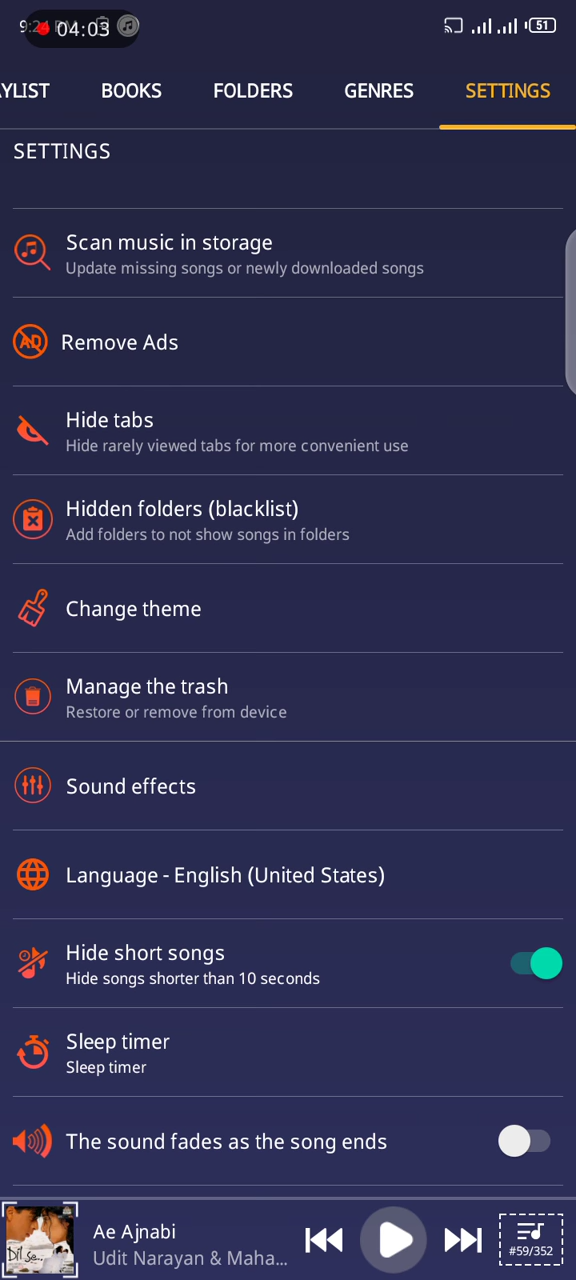 04:03
51
YLIST BOOKS FOLDERS GENRES SETTINGS
SETTINGS
Scan music in storage
Update missing songs or newly downloaded songs
AD
Remove Ads
Hide tabs
Hide rarely viewed tabs for more convenient use
Hidden folders (blacklist)
Add folders to not show songs in folders
Change theme
Manage the trash
Restore or remove from device
Sound effects
Language - English (United States)
Hide short songs
Hide songs shorter than 10 seconds
Sleep timer
Sleep timer
The sound fades as the song ends
Dil se..
Ae Ajnabi
Udit Narayan & Maha...
#59/352